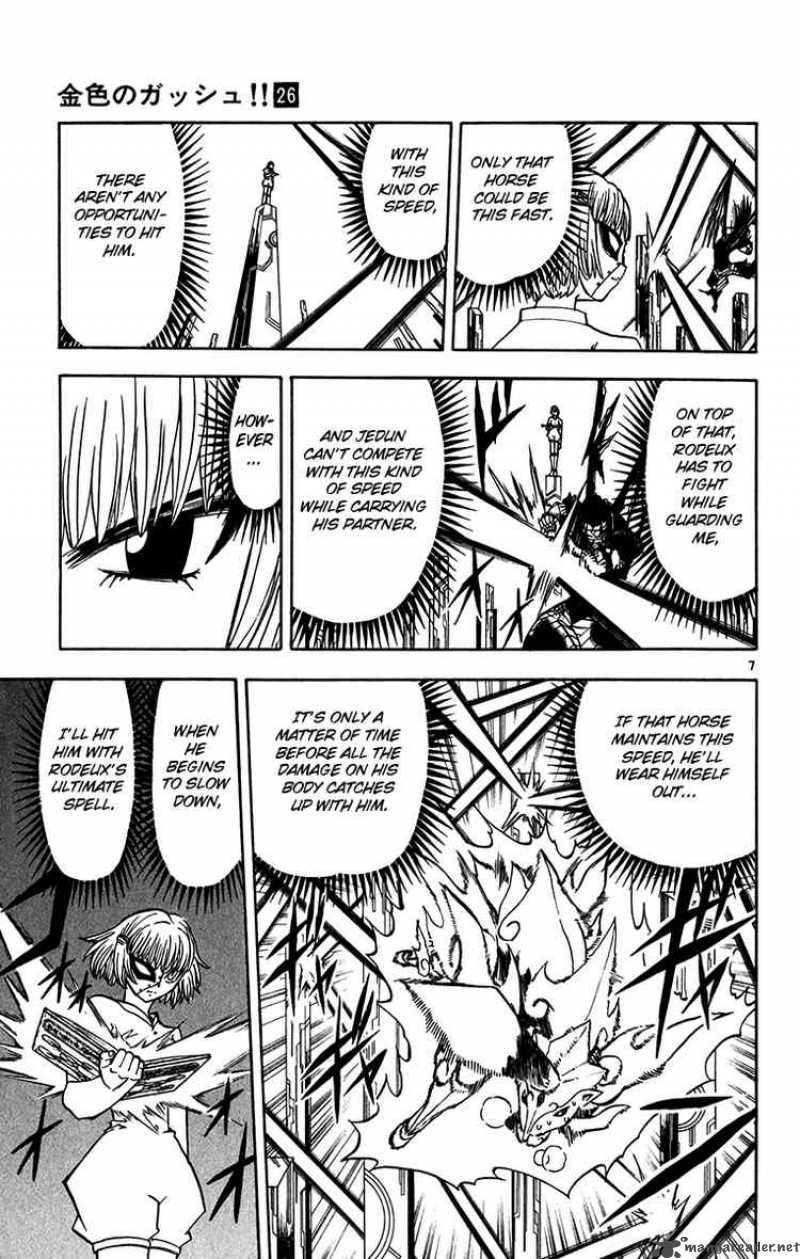 金色のガッシュ!! 26
ONLY THAT
HORSE
COULD BE
THIS FAST.
WITH
THIS
KIND OF
SPEED,
THERE
AREN'T ANY
OPPORTUNI-
TIES TO HIT
HIM.
ON TOP
OF THAT,
RODEUX
HAS TO
FIGHT
WHILE
GUARDING
ME,
AND JEDUN
CAN'T COMPETE
WITH THIS KIND
OF SPEED
WHILE CARRYING
HIS PARTNER.
HOW-
EVER
...
7
IF THAT HORSE
MAINTAINS THIS
SPEED, HE'LL
WEAR HIMSELF
OUT...
IT'S ONLY A
MATTER OF TIME
BEFORE ALL THE
DAMAGE ON HIS
BODY CATCHES
UP WITH HIM.
WHEN
HE
BEGINS
TO SLOW
DOWN,
I'LL HIT
HIM WITH
RODEUX'S
ULTIMATE
SPELL.
mangareader.net